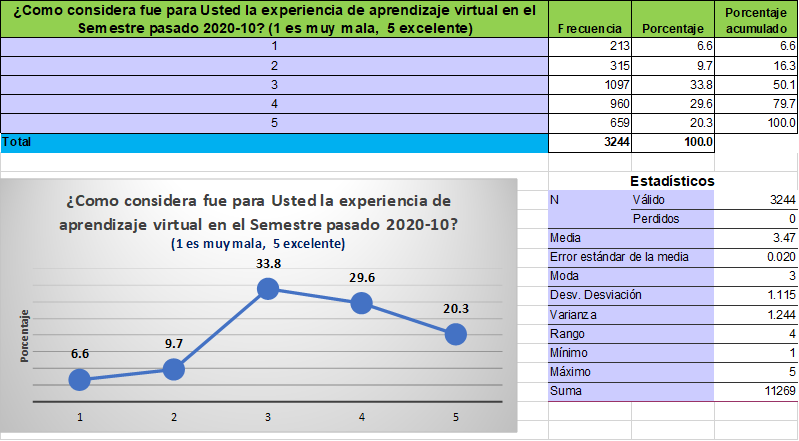 ¿Como considera fue para Usted la experiencia de aprendizaje virtual en el
Semestre pasado 2020-10? (1 es muy mala, 5 excelente) Frecuencia Porcentaje Porcentaje acumulado
1 213 6.6 6.6
2 315 9.7 16.3
3 1097 33.8 50.1
4 960 29.6 79.7
5 659 20.3 100.0
Total 3244 100.0
¿Como considera fue para Usted la experiencia de
aprendizaje virtual en el Semestre pasado 2020-10?
(1 es muy mala, 5 excelente)
Porcentaje
6.6 9.7 33.8 29.6 20.3
1 2 3 4 5
Estadísticos
N Válido 3244
Perdidos 0
Media 3.47
Error estándar de la media 0.020
Moda 3
Desv. Desviación 1.115
Varianza 1.244
Rango 4
Mínimo 1
Máximo 5
Suma 11269